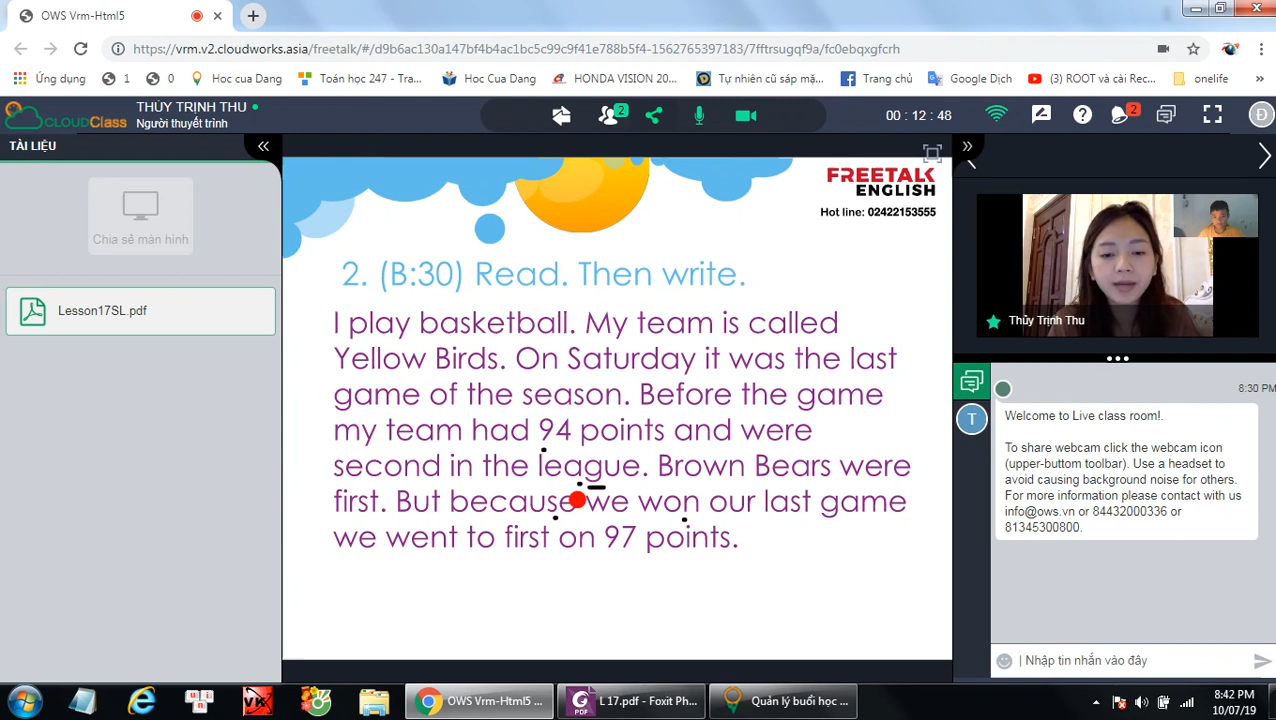 OWS Vrm-Html5
https://vrm.v2.cloudworks.asia/freetalk/#/d9b6ac130a147bf4b4ac1bc5c99c9f41e788b5f4-1562765397183/7fftrsugqf9a/fc0ebqxgfcrh
Ứng dụng 1 0 Học cua Dang Toán học 247 - Tra... Học Cua Dang HONDA VISION 20... Tự nhiên cũ sáp mặ... Trang chủ Google Dịch (3) ROOT và cài Rec... onelife »
CLOUDClass THỦY TRỊNH THU
Người thuyết trình
2 00 : 12 : 48 2 Đ
TÀI LIỆU
Chia sẻ màn hình
Lesson17SL.pdf
FREETALK
ENGLISH
Hot line: 02422153555
2. (B:30) Read. Then write.
I play basketball. My team is called
Yellow Birds. On Saturday it was the last
game of the season. Before the game
my team had 94 points and were
second in the league. Brown Bears were
first. But because we won our last game
we went to first on 97 points.
Thủy Trịnh Thu
8:30 PM
T
Welcome to Live class room!.
To share webcam click the webcam icon
(upper-buttom toolbar). Use a headset to
avoid causing background noise for others.
For more information please contact with us
info@ows.vn or 84432000336 or
81345300800.
Nhập tin nhắn vào đây
OWS Vrm-Html5 ... L 17.pdf - Foxit Ph... Quản lý buổi học ...
8:42 PM
10/07/19